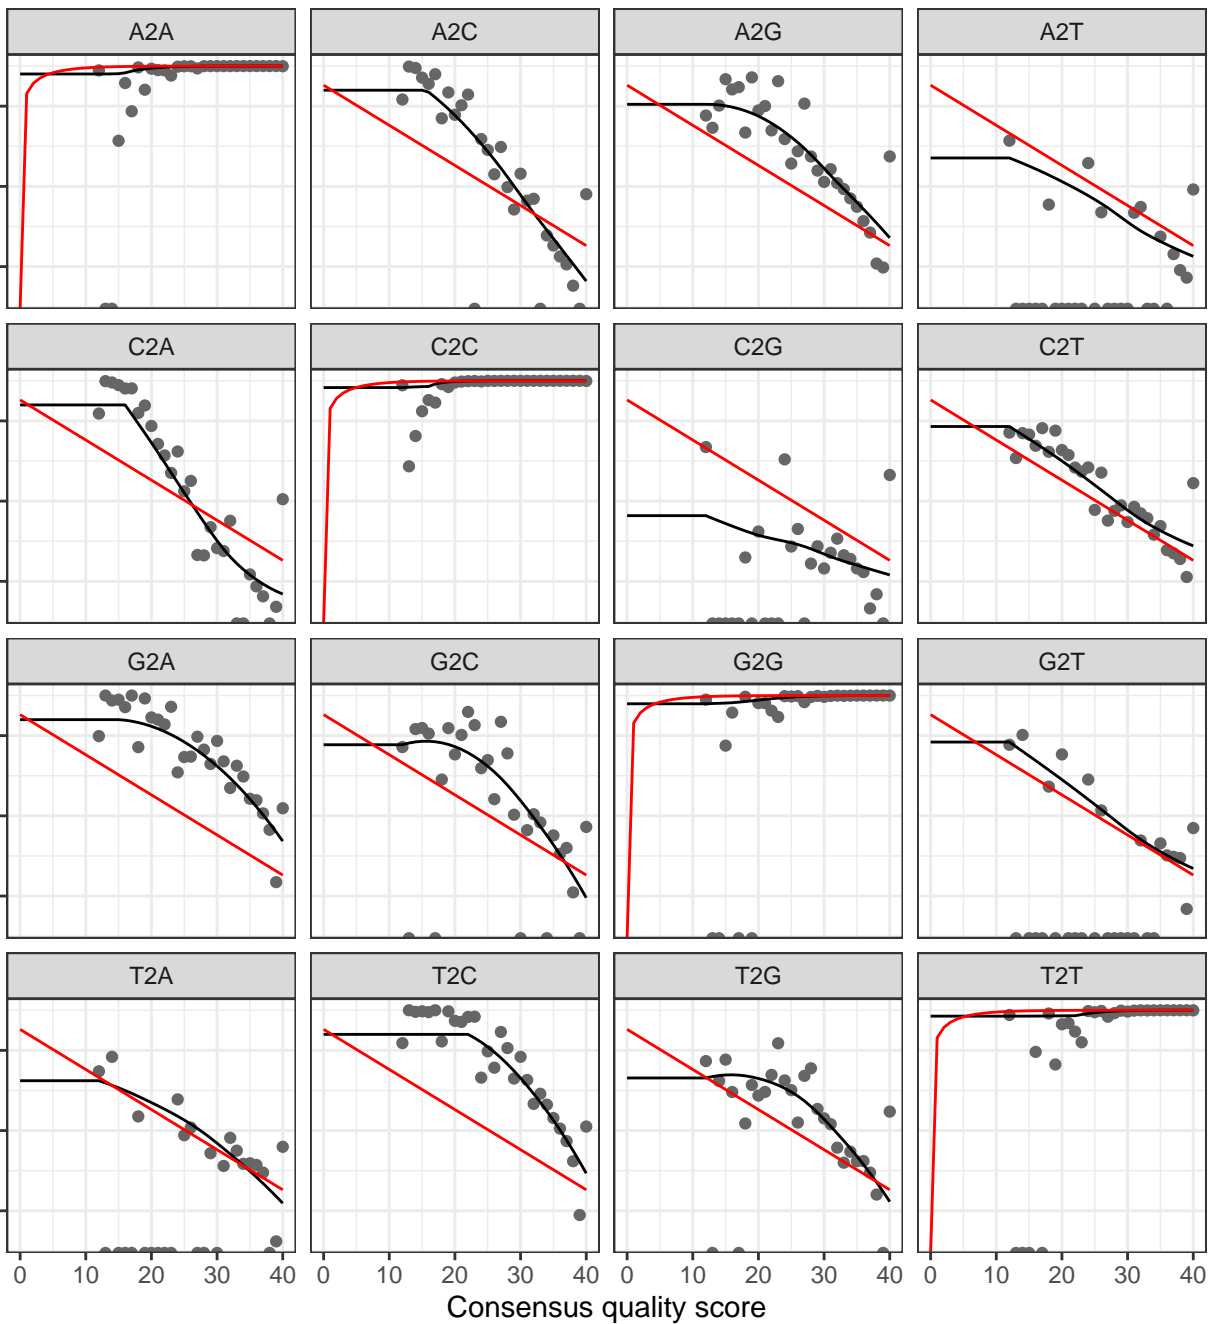 A2A A2C A2G A2T
C2A C2C C2G C2T
G2A G2C G2G G2T
T2A T2C T2G T2T
0 10 20 30 40 0 10 20 30 40 0 10 20 30 40 0 10 20 30 40
Consensus quality score